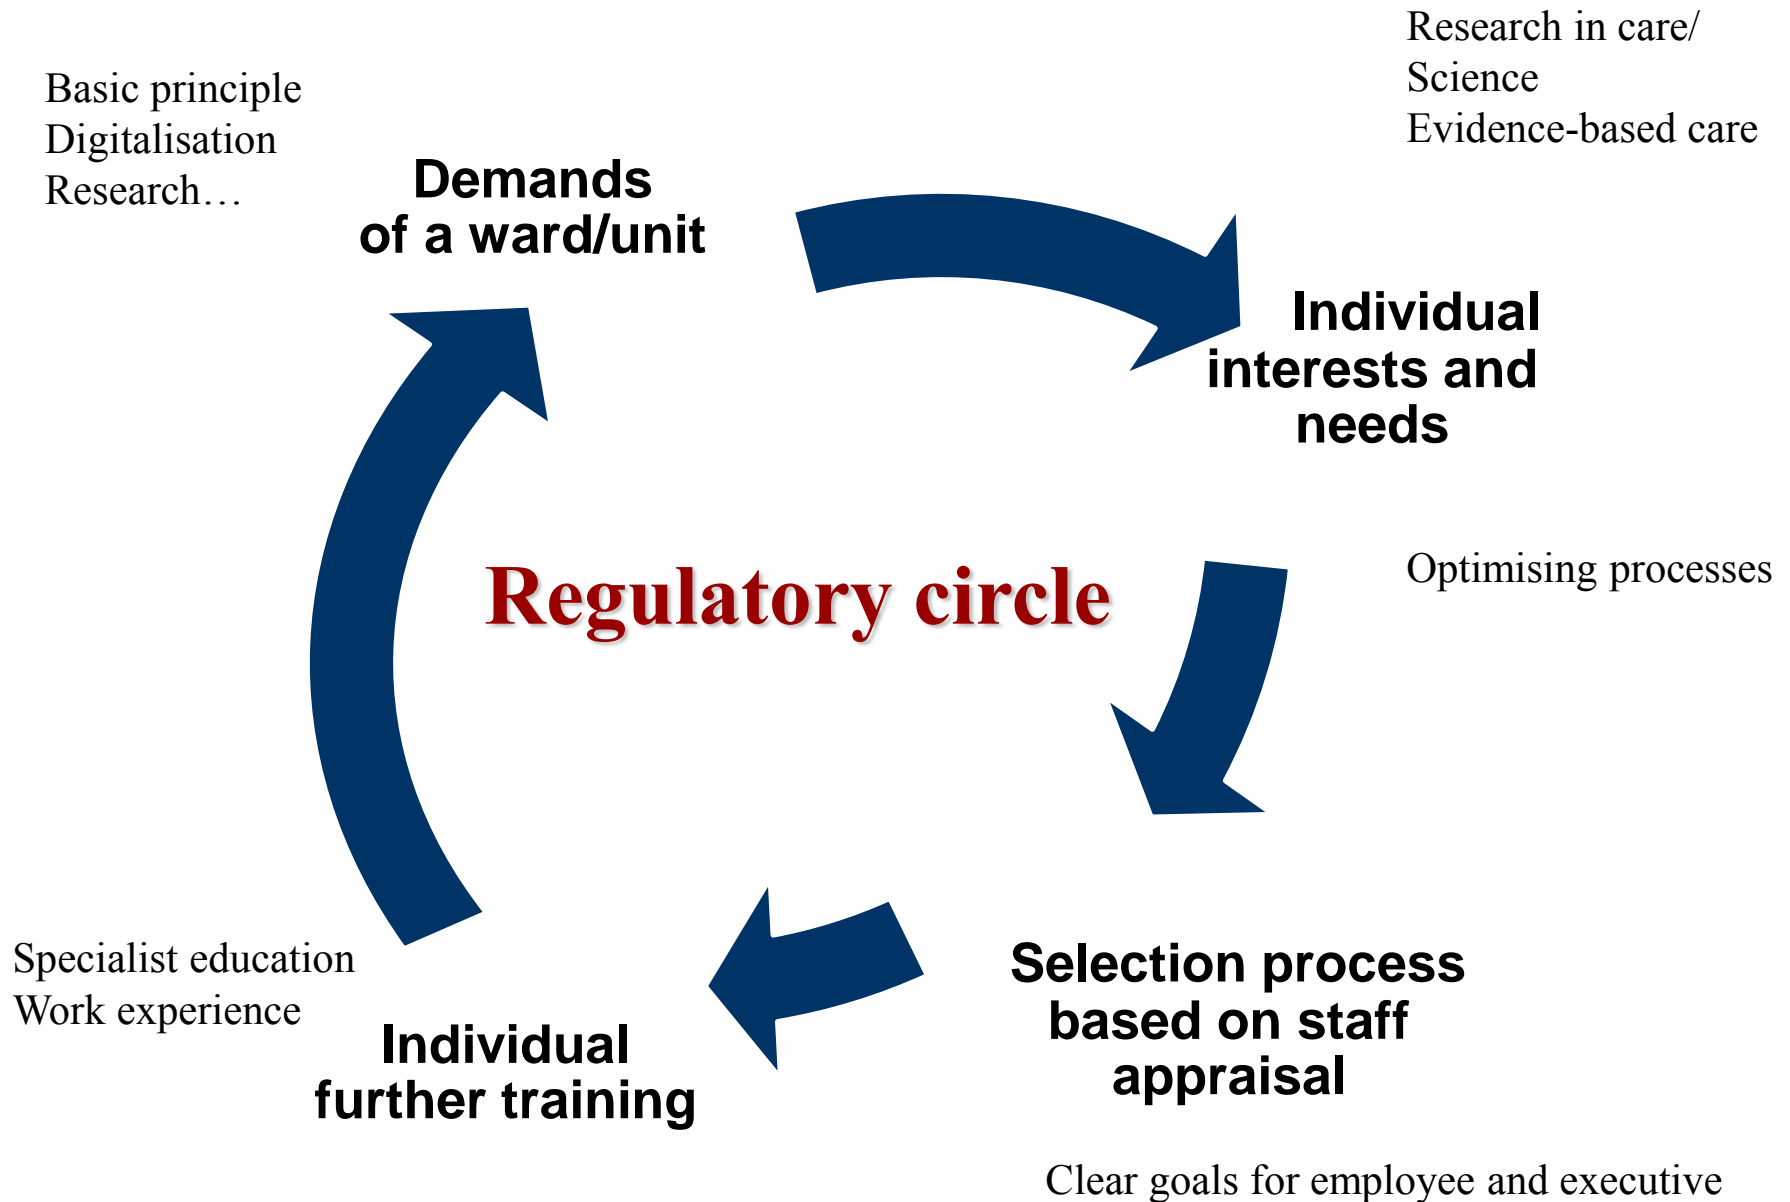 Basic principle
Digitalisation
Research…
Demands
of a ward/unit
Research in care/
Science
Evidence-based care
Individual
interests and
needs
Optimising processes
Regulatory circle
Selection process
based on staff
appraisal
Clear goals for employee and executive
Specialist education
Work experience
Individual
further training